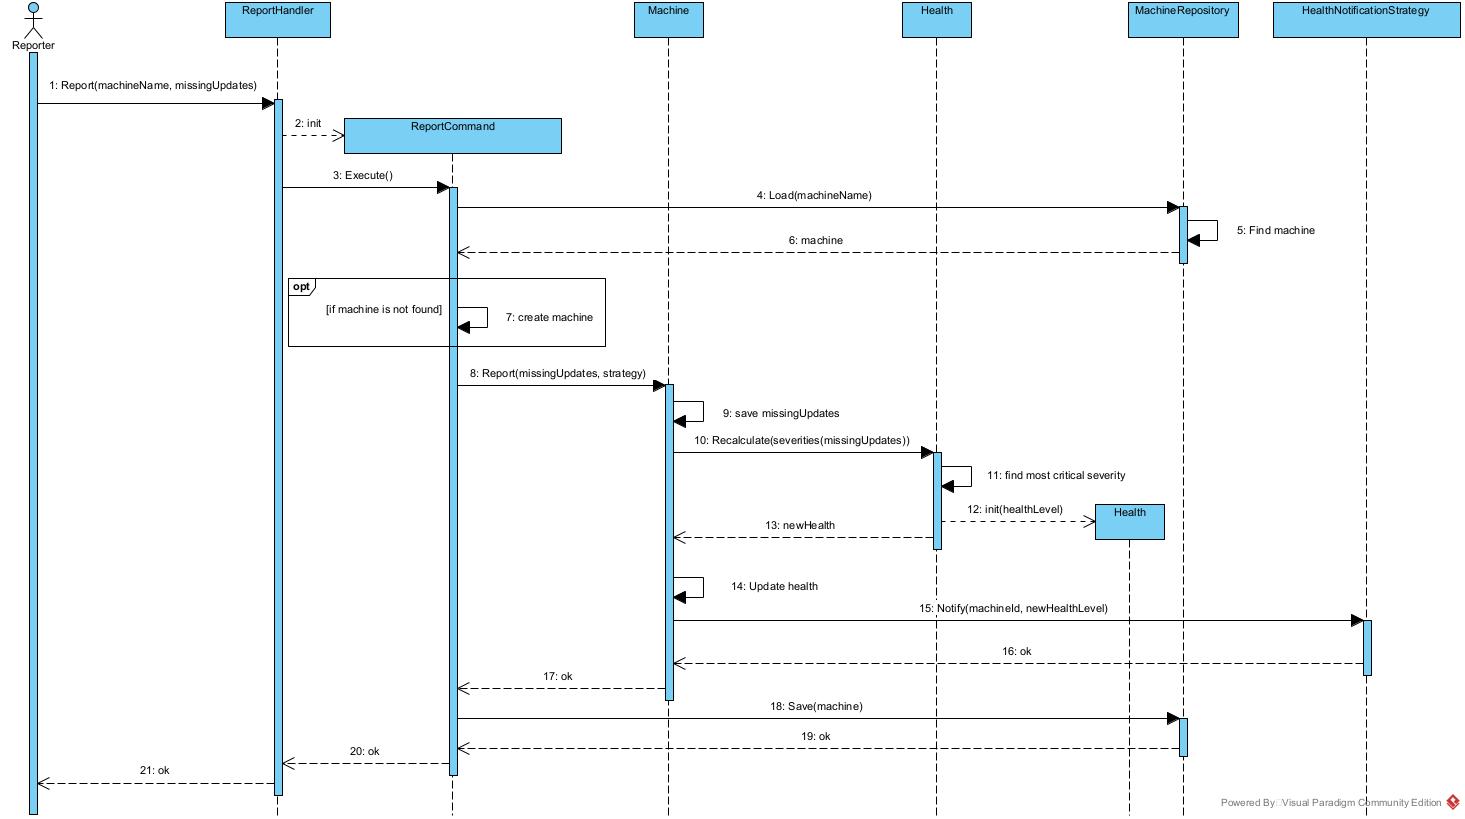 ReportHandler
Machine
Health
MachineRepository
HealthNotificationStrategy
Reporter
1: Report(machineName, missingUpdates)
2: init
ReportCommand
3: Execute()
4: Load(machineName)
5: Find machine
6: machine
opt
[if machine is not found]
7: create machine
8: Report(missingUpdates, strategy)
9: save missingUpdates
10: Recalculate(severities(missingUpdates))
11: find most critical severity
12: init(healthLevel)
Health
13: newHealth
14: Update health
15: Notify(machineId, newHealthLevel)
16: ok
17: ok
18: Save(machine)
19: ok
20: ok
21: ok
Powered By Visual Paradigm Community Edition